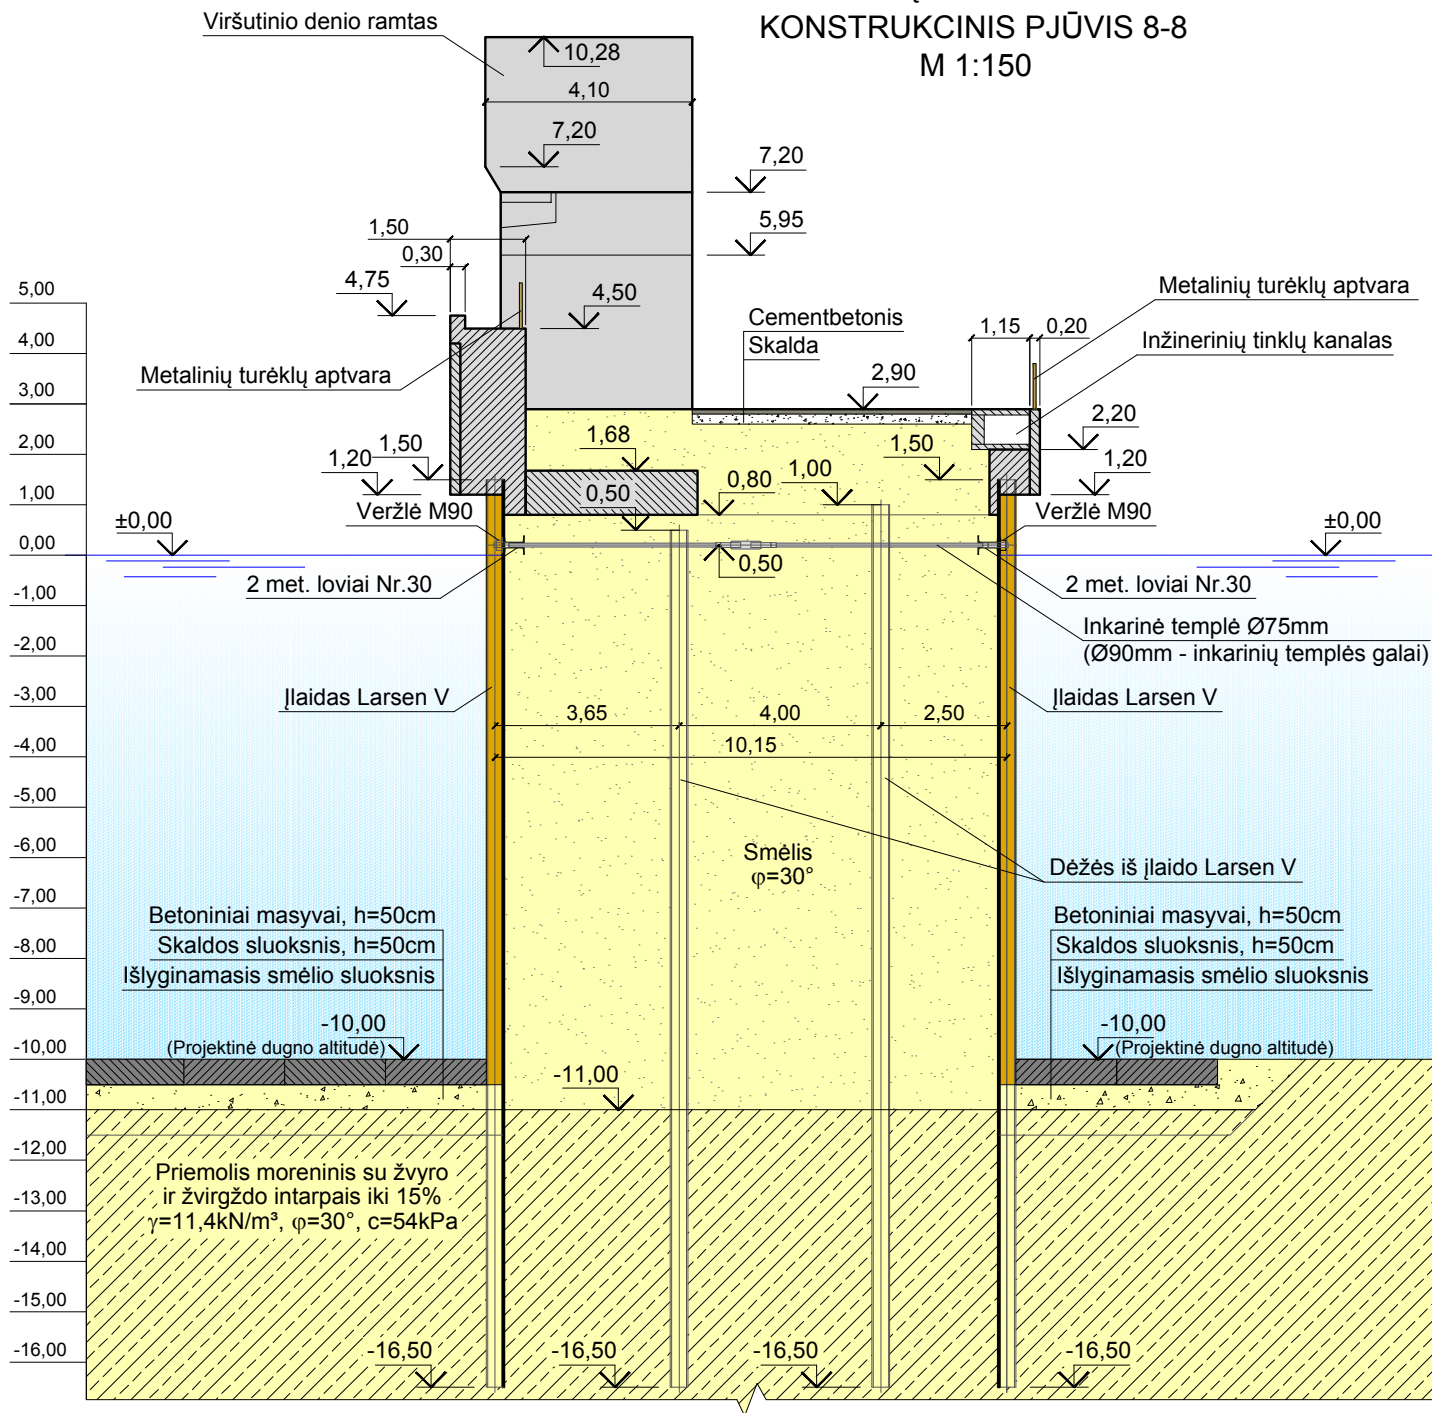 KONSTRUKCINIS PJŪVIS 8-8
M 1:150
Viršutinio denio ramtas
10,28
4,10
7,20
7,20
5,95
1,50
0,30
4,75
4,50
Metalinių turėklų aptvara
Cementbetonis
Skalda
2,90
Metalinių turėklų aptvara
1,15
0,20
Inžinerinių tinklų kanalas
2,20
1,50
1,20
1,68
0,50
0,80
1,00
1,50
1,20
Veržlė M90
Veržlė M90
±0,00
±0,00
0,50
2 met. loviai Nr.30
2 met. loviai Nr.30
Inkarinė templė Ø75mm
(Ø90mm - inkarinių templės galai)
Įlaidas Larsen V
Įlaidas Larsen V
3,65
4,00
2,50
10,15
Smėlis
φ=30°
Dėžės iš įlaido Larsen V
Betoniniai masyvai, h=50cm
Skaldos sluoksnis, h=50cm
Išlyginamasis smėlio sluoksnis
Betoniniai masyvai, h=50cm
Skaldos sluoksnis, h=50cm
Išlyginamasis smėlio sluoksnis
-10,00
(Projektinė dugno altitudė)
-10,00
(Projektinė dugno altitudė)
-11,00
Priemolis moreninis su žvyro
ir žvirgždo intarpais iki 15%
γ=11,4kN/m³, φ=30°, c=54kPa
-16,50
-16,50
-16,50
-16,50
5,00
4,00
3,00
2,00
1,00
0,00
-1,00
-2,00
-3,00
-4,00
-5,00
-6,00
-7,00
-8,00
-9,00
-10,00
-11,00
-12,00
-13,00
-14,00
-15,00
-16,00